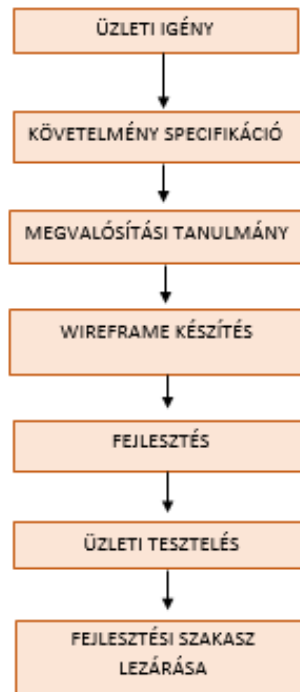 ÜZLETI IGÉNY
KÖVETELMÉNY SPECIFIKÁCIÓ
MEGVALÓSÍTÁSI TANULMÁNY
WIREFRAME KÉSZÍTÉS
FEJLESZTÉS
ÜZLETI TESZTELÉS
FEJLESZTÉSI SZAKASZ
LEZÁRÁSA